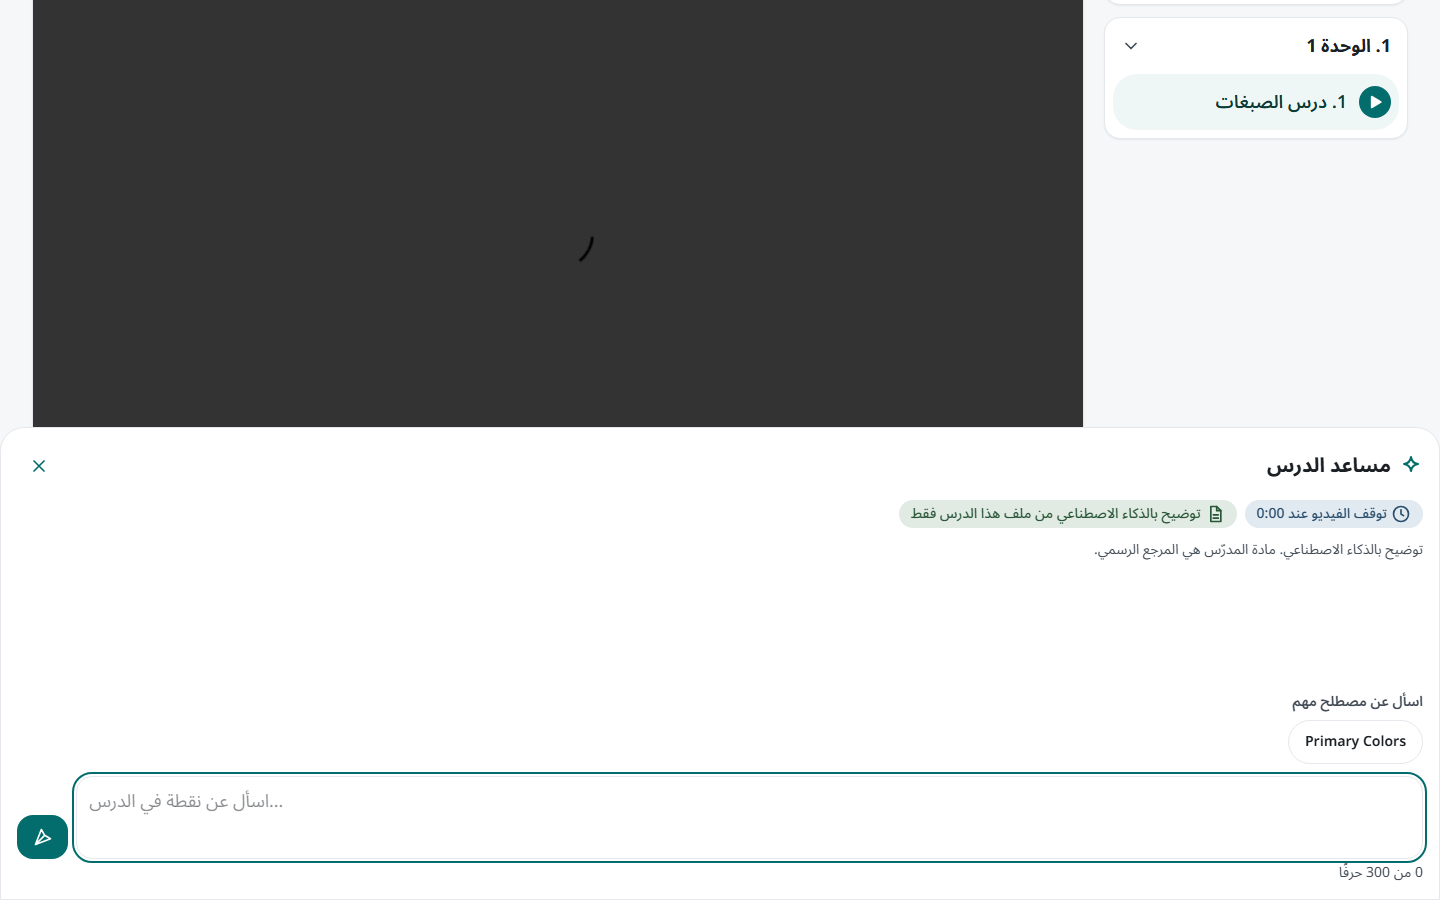 1. الوحدة 1
1. درس الصبغات
مساعد الدرس
توقف الفيديو عند 0:00
توضيح بالذكاء الاصطناعي من ملف هذا الدرس فقط
توضيح بالذكاء الاصطناعي. مادة المدرّس هي المرجع الرسمي.
اسأل عن مصطلح مهم
Primary Colors
اسأل عن نقطة في الدرس...
0 من 300 حرفًا